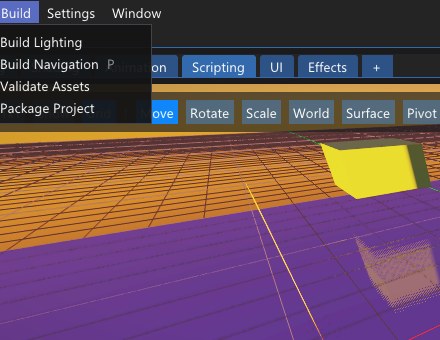 Build Settings Window
Build Lighting
Build Navigation P
Validate Assets
Package Project
Scripting UI Effects +
Rotate Scale World Surface Pivot